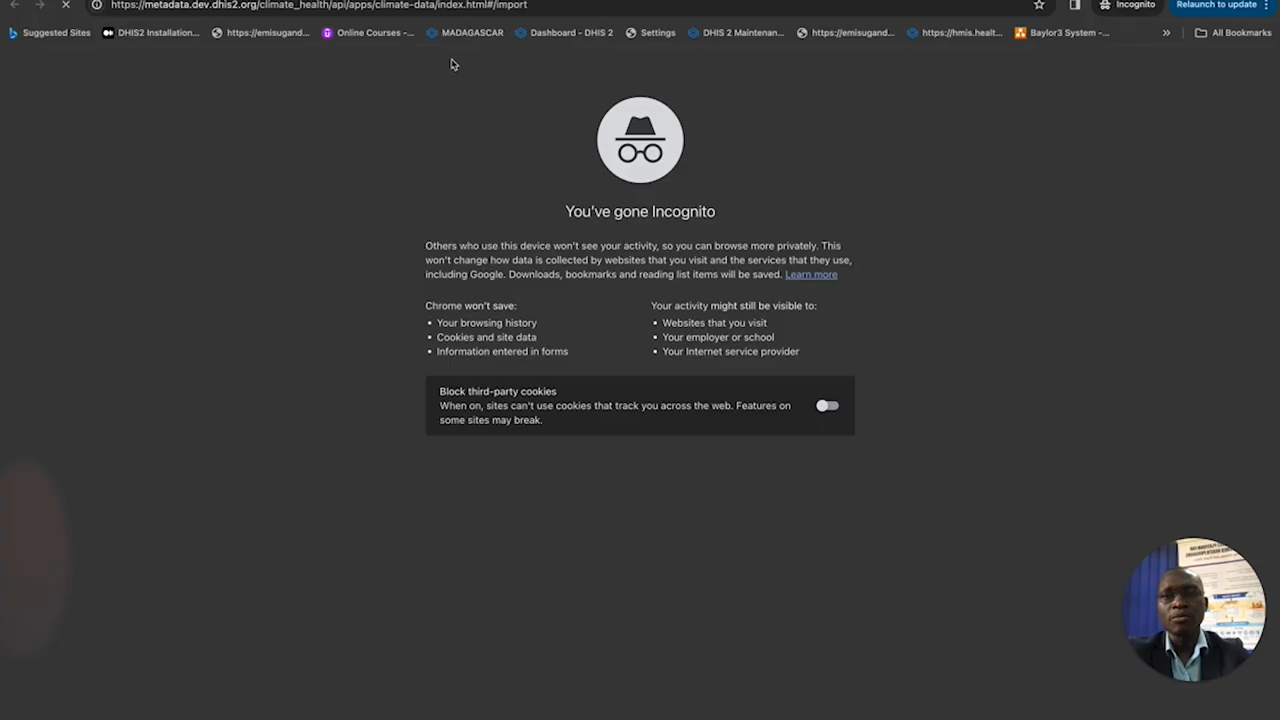 https://metadata.dev.dhis2.org/climate_health/api/apps/climate-data/index.html#/import
Incognito
Relaunch to update
Suggested Sites
DHIS2 Installation...
https://emisugand...
Online Courses -...
MADAGASCAR
Dashboard - DHIS 2
Settings
DHIS 2 Maintenan...
https://emisugand...
https://hmis.healt...
Baylor3 System -...
»
All Bookmarks
You've gone Incognito
Others who use this device won't see your activity, so you can browse more privately. This
won't change how data is collected by websites that you visit and the services that they use,
including Google. Downloads, bookmarks and reading list items will be saved. Learn more
Chrome won't save:
• Your browsing history
• Cookies and site data
• Information entered in forms
Your activity might still be visible to:
• Websites that you visit
• Your employer or school
• Your Internet service provider
Block third-party cookies
When on, sites can't use cookies that track you across the web. Features on
some sites may break.